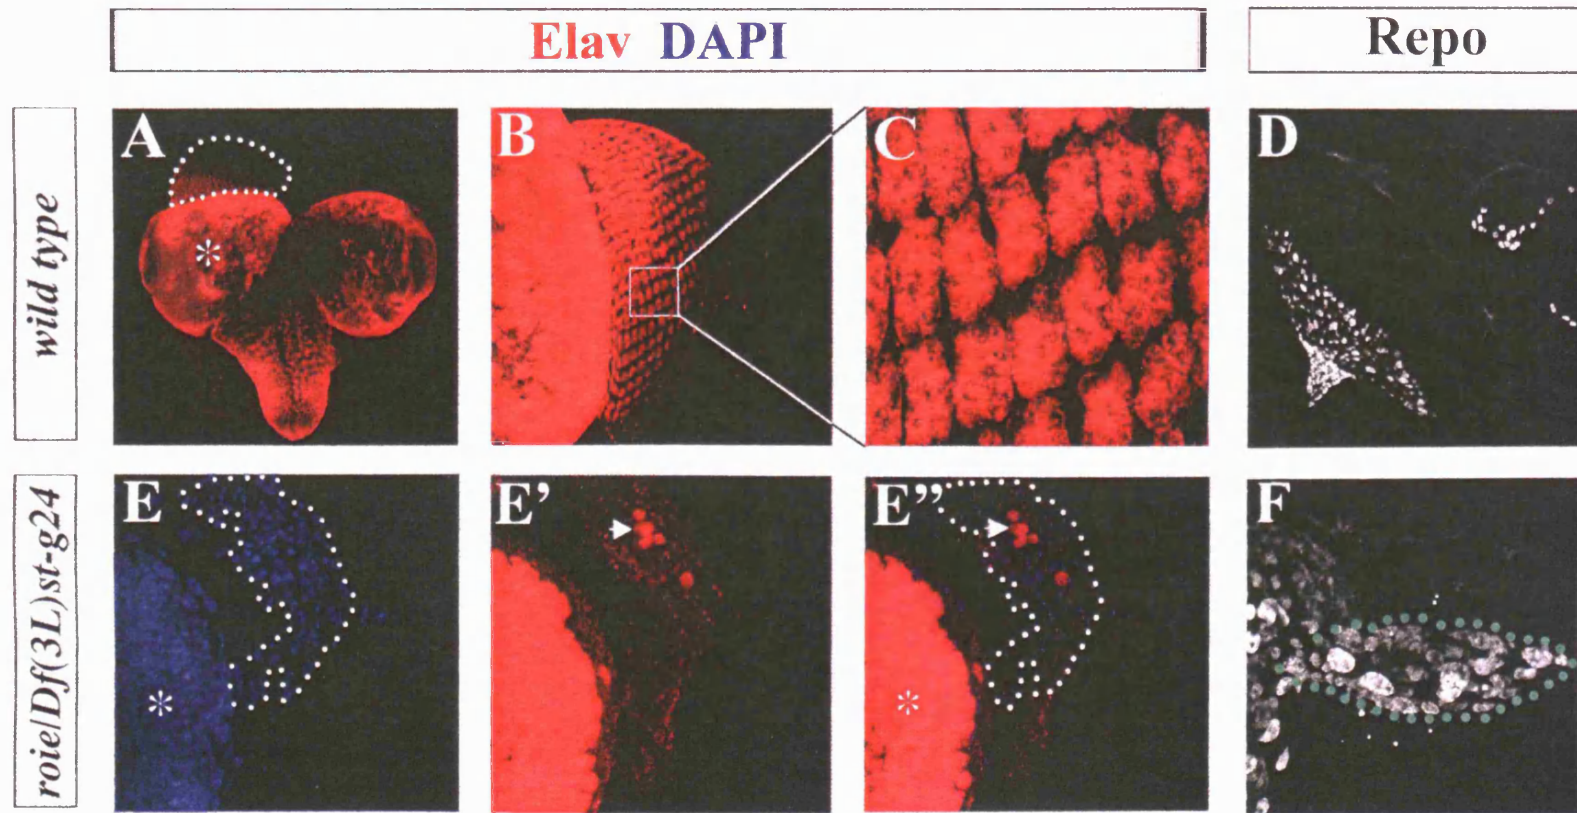 Elav DAPI
Repo
wild type
A
B
C
D
*
roie/Df(3L)st-g24
E
E’
E’’
F
*
*